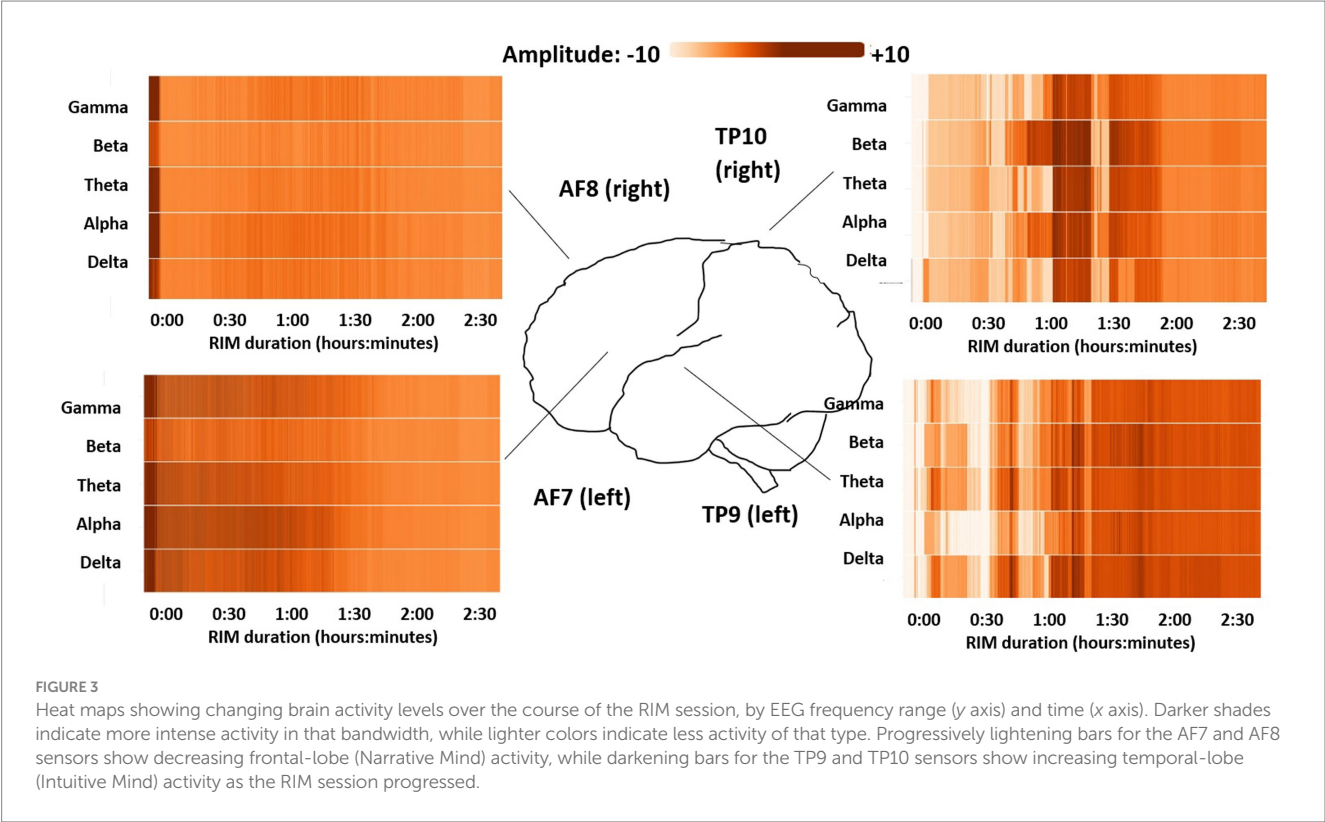 Amplitude: -10 +10
Gamma
Beta
Theta
Alpha
Delta
0:00 0:30 1:00 1:30 2:00 2:30
RIM duration (hours:minutes)
AF8 (right)
TP10
(right)
Gamma
Beta
Theta
Alpha
Delta
0:00 0:30 1:00 1:30 2:00 2:30
RIM duration (hours:minutes)
Gamma
Beta
Theta
Alpha
Delta
0:00 0:30 1:00 1:30 2:00 2:30
RIM duration (hours:minutes)
AF7 (left)
TP9 (left)
Gamma
Beta
Theta
Alpha
Delta
0:00 0:30 1:00 1:30 2:00 2:30
RIM duration (hours:minutes)
FIGURE 3
Heat maps showing changing brain activity levels over the course of the RIM session, by EEG frequency range (y axis) and time (x axis). Darker shades
indicate more intense activity in that bandwidth, while lighter colors indicate less activity of that type. Progressively lightening bars for the AF7 and AF8
sensors show decreasing frontal-lobe (Narrative Mind) activity, while darkening bars for the TP9 and TP10 sensors show increasing temporal-lobe
(Intuitive Mind) activity as the RIM session progressed.